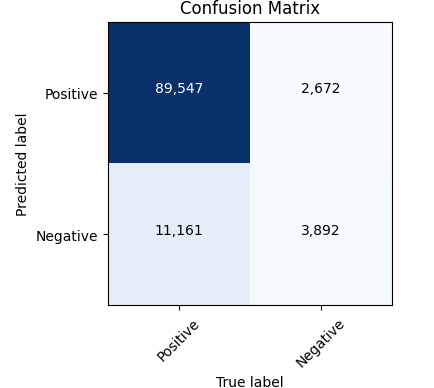 Confusion Matrix
Predicted label
Positive
89,547
2,672
Negative
11,161
3,892
Positive
Negative
True label